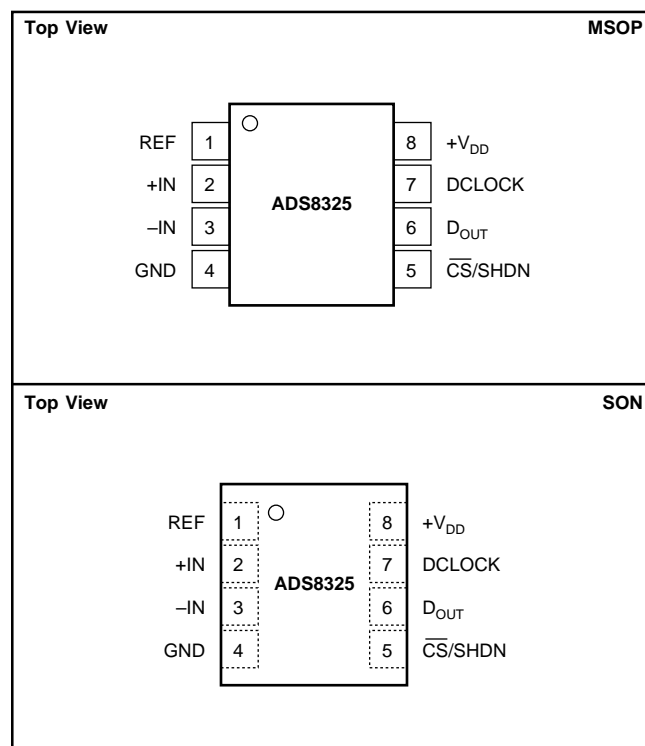 Top View MSOP
REF 1 8 +VDD
+IN 2 7 DCLOCK
ADS8325
–IN 3 6 DOUT
GND 4 5 CS/SHDN
Top View SON
REF 1 8 +VDD
+IN 2 7 DCLOCK
ADS8325
–IN 3 6 DOUT
GND 4 5 CS/SHDN